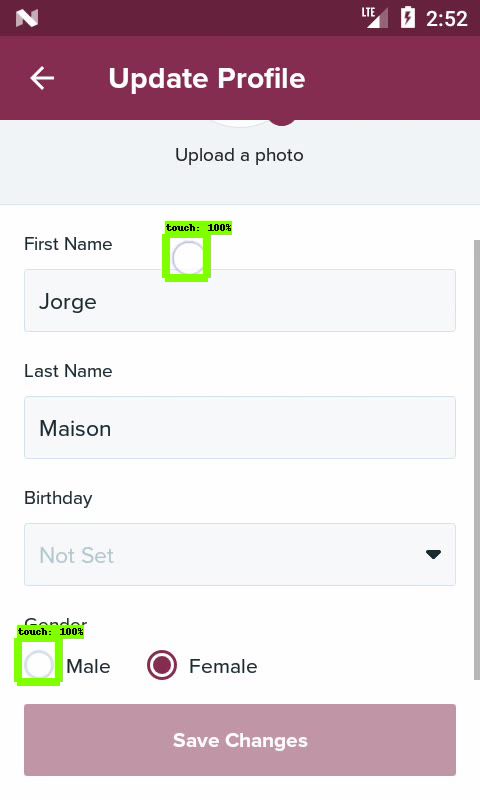 LTE 2:52
Update Profile
Upload a photo
touch: 100%
First Name
Jorge
Last Name
Maison
Birthday
Not Set
Gender
touch: 100%
Male Female
Save Changes